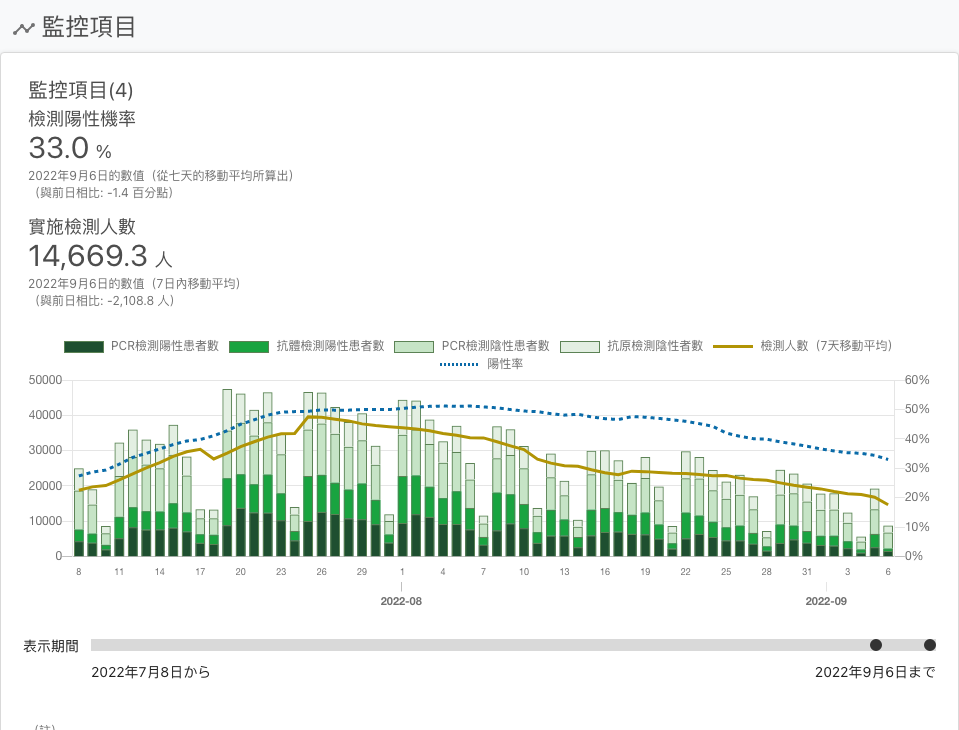 監控項目
監控項目(4)
檢測陽性機率
33.0 %
2022年9月6日的數值（從七天的移動平均所算出）
（與前日相比: -1.4 百分點）
實施檢測人數
14,669.3 人
2022年9月6日的數值（7日內移動平均）
（與前日相比: -2,108.8 人）
PCR檢測陽性患者數 抗體檢測陽性患者數 PCR檢測陰性患者數 抗原檢測陰性者數 檢測人數（7天移動平均）
陽性率
50000 60%
40000 50%
30000 40%
20000 30%
10000 20%
0 10%
0%
8 11 14 17 20 23 26 29 1 4 7 10 13 16 19 22 25 28 31 3 6
2022-08 2022-09
表示期間
2022年7月8日から 2022年9月6日まで
（註）